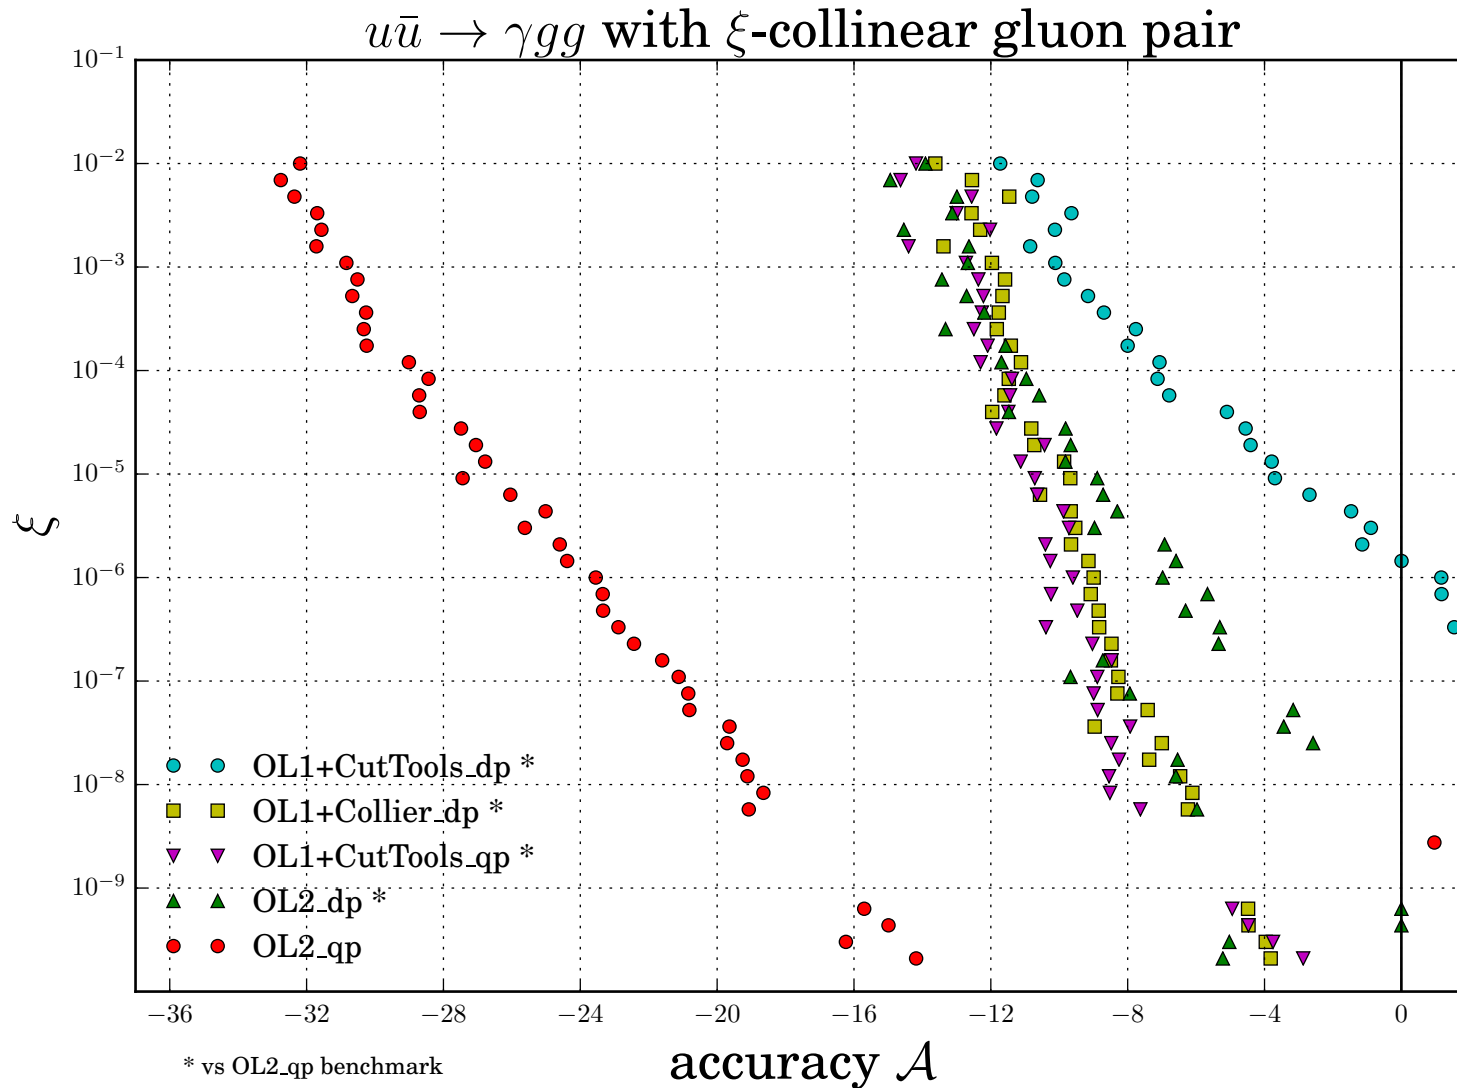 uū → γgg with ξ-collinear gluon pair
10⁻¹
10⁻²
10⁻³
10⁻⁴
10⁻⁵
10⁻⁶
10⁻⁷
10⁻⁸
10⁻⁹
ξ
OL1+CutTools_dp *
OL1+Collier_dp *
OL1+CutTools_qp *
OL2_dp *
OL2_qp
−36 −32 −28 −24 −20 −16 −12 −8 −4 0
* vs OL2_qp benchmark
accuracy 𝒜